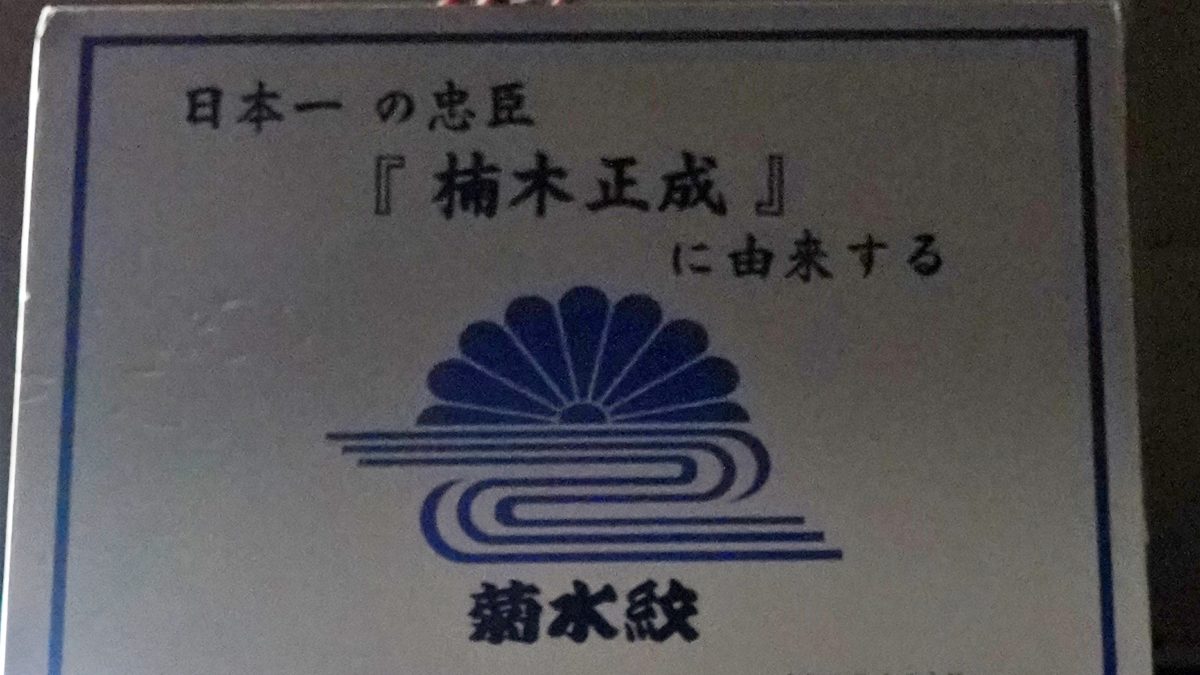 日本一の忠臣
『楠木正成』
に由来する
菊水紋